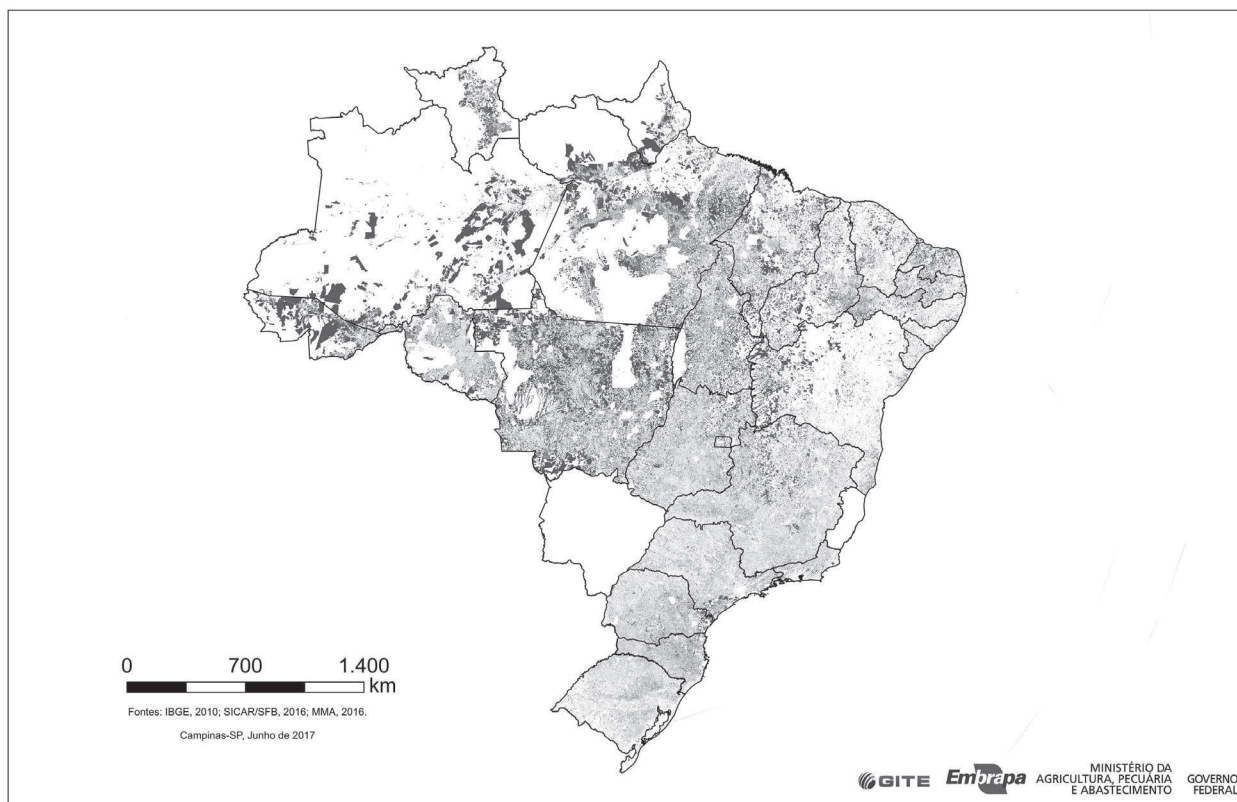 0 700 1.400
km
Fontes: IBGE, 2010; SICAR/SFB, 2016; MMA, 2016.
Campinas-SP, Junho de 2017
GITE
Embrapa
MINISTÉRIO DA
AGRICULTURA, PECUÁRIA
E ABASTECIMENTO
GOVERNO
FEDERAL